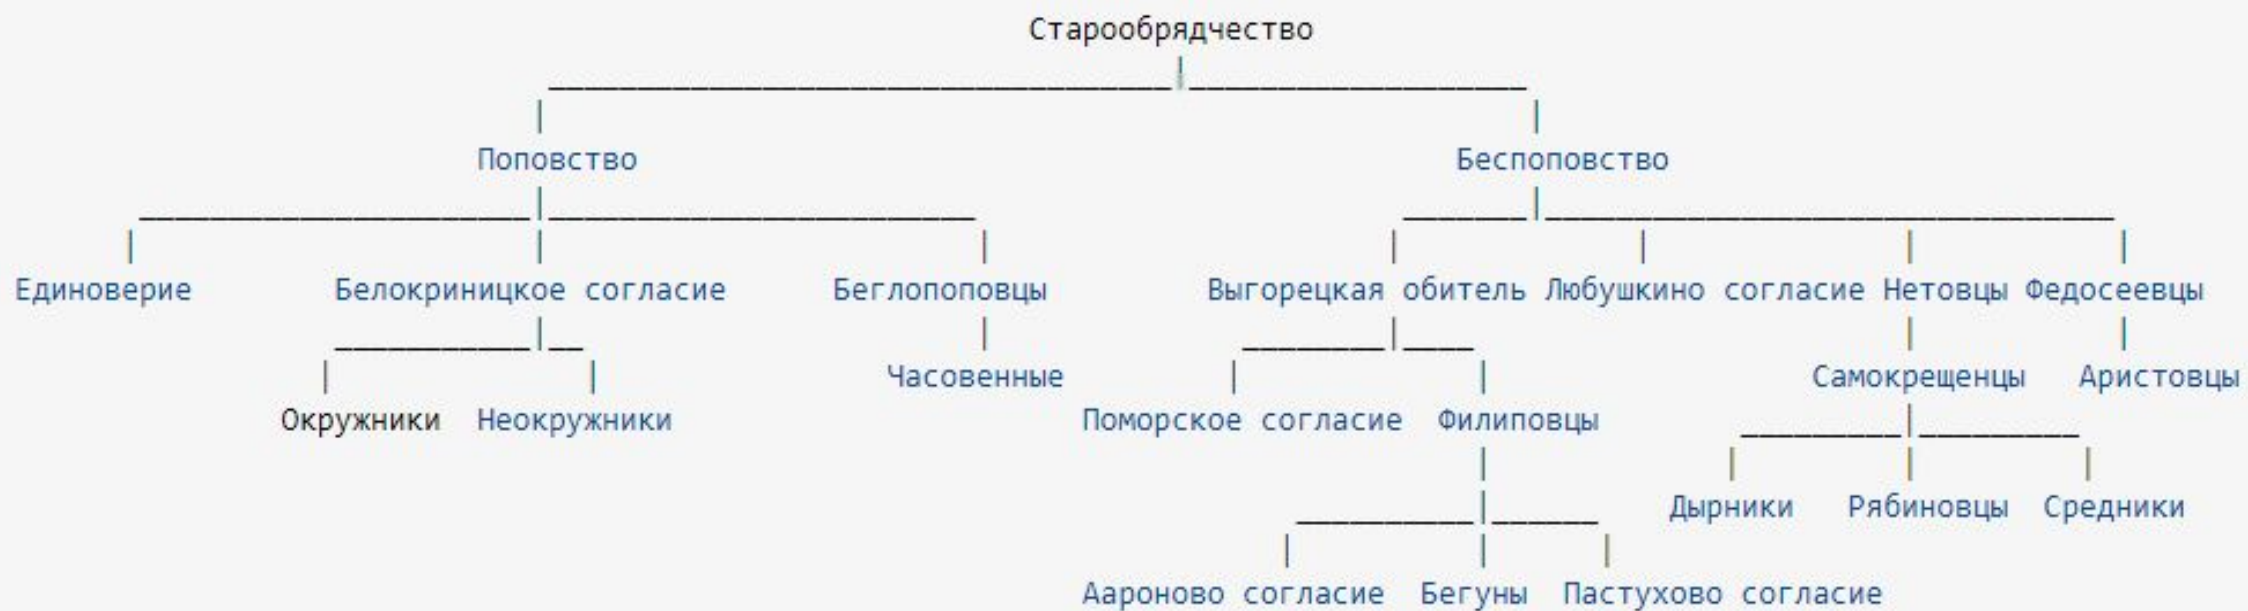 Старообрядчество
Поповство Беспоповство
Единоверие Белокриницкое согласие Беглопоповцы Выгорецкая обитель Любушкино согласие Нетовцы Федосеевцы
Часовенные Самокрещенцы Аристовцы
Окружники Неокружники Поморское согласие Филиповцы
Дырники Рябиновцы Средники
Аароново согласие Бегуны Пастухово согласие